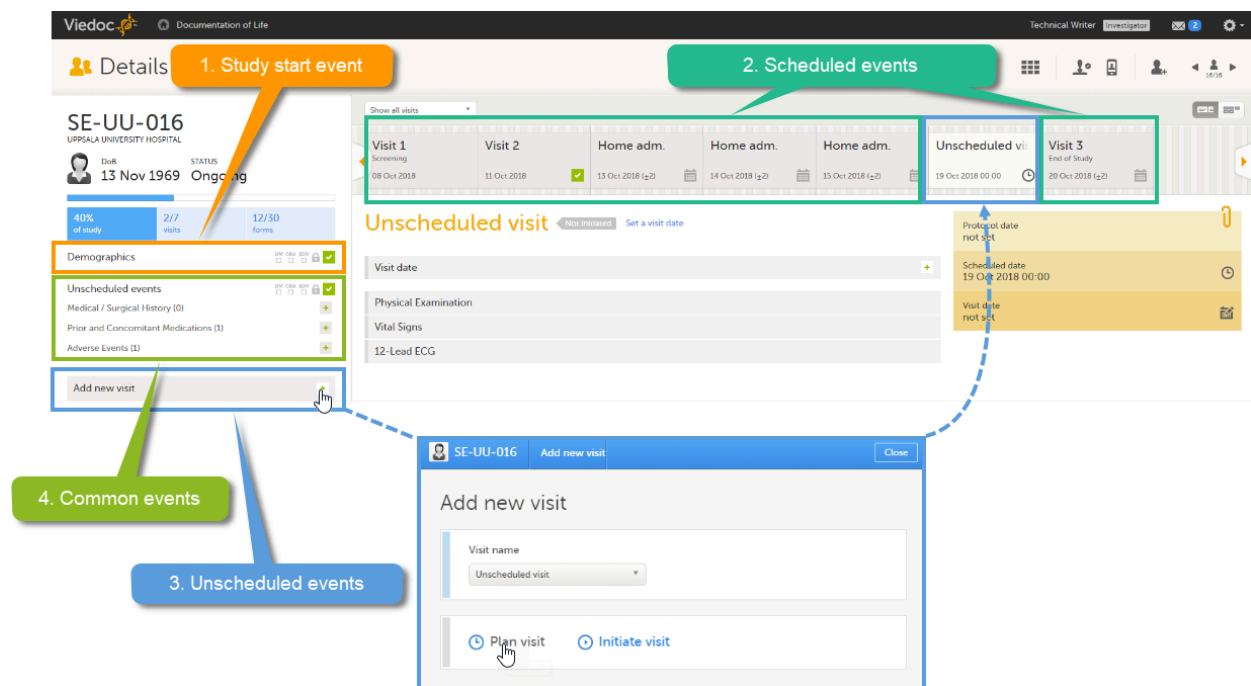 Viedoc
Documentation of Life
Technical Writer Investigator 2
Details
1. Study start event
2. Scheduled events
16/16
SE-UU-016
UPPSALA UNIVERSITY HOSPITAL
DoB STATUS
13 Nov 1969 Ongoing
40% 2/7 12/30
of study visits forms
Demographics DM CRA SDV
Unscheduled events DM CRA SDV
Medical / Surgical History (0)
Prior and Concomitant Medications (1)
Adverse Events (1)
Add new visit
Show all visits
Visit 1 Visit 2 Home adm. Home adm. Home adm. Unscheduled vi Visit 3
Screening End of Study
08 Oct 2018 11 Oct 2018 13 Oct 2018 (±2) 14 Oct 2018 (±2) 15 Oct 2018 (±2) 19 Oct 2018 00:00 20 Oct 2018 (±2)
Unscheduled visit Not initiated Set a visit date
Visit date
Physical Examination
Vital Signs
12-Lead ECG
Protocol date
not set
Scheduled date
19 Oct 2018 00:00
Visit date
not set
4. Common events
3. Unscheduled events
SE-UU-016 Add new visit Close
Add new visit
Visit name
Unscheduled visit
Plan visit Initiate visit